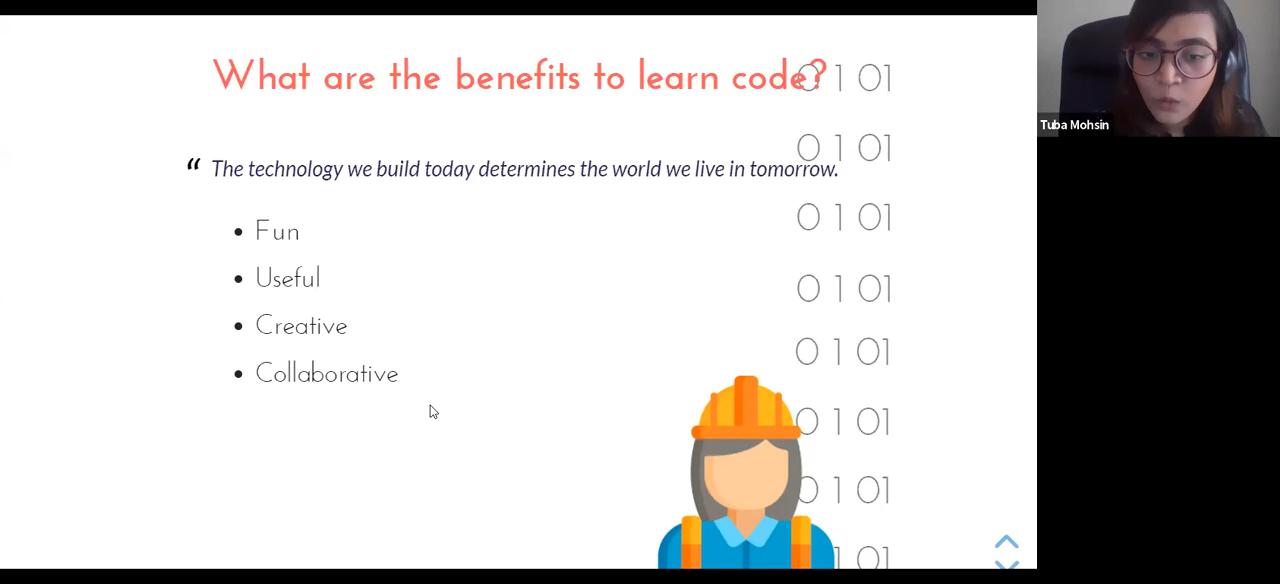 What are the benefits to learn code?
0 1 01
0 1 01
“ The technology we build today determines the world we live in tomorrow.
0 1 01
• Fun
• Useful
0 1 01
• Creative
0 1 01
• Collaborative
0 1 01
0 1 01
1 01
Tuba Mohsin